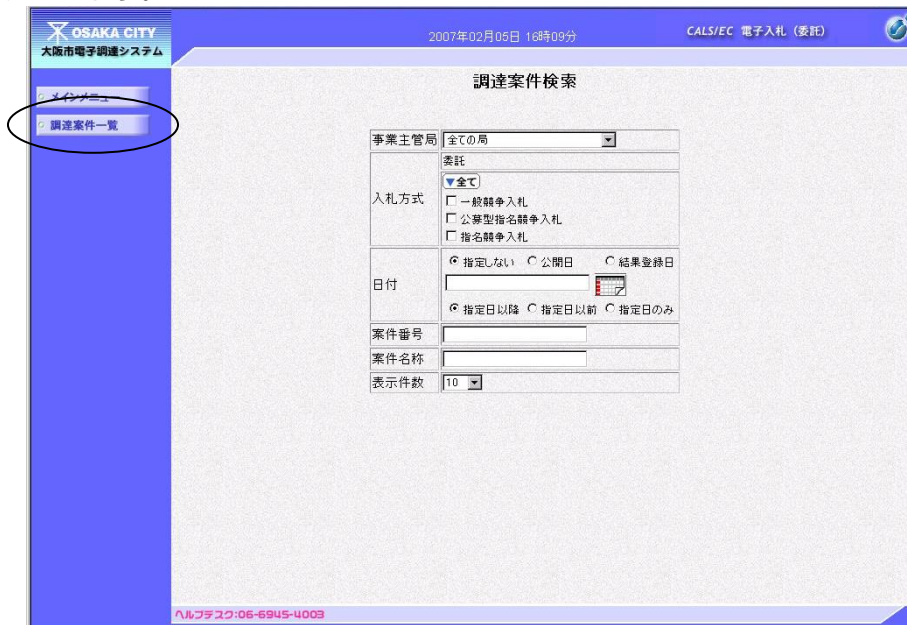 OSAKA CITY
大阪市電子調達システム
2007年02月05日 16時09分
CALS/EC 電子入札（委託）
メインメニュー
調達案件一覧
調達案件検索
事業主管局 全ての局
委託
入札方式
▼全て
一般競争入札
公募型指名競争入札
指名競争入札
指定しない 公開日 結果登録日
日付
指定日以降 指定日以前 指定日のみ
案件番号
案件名称
表示件数 10
ヘルプデスク:06-6945-4003